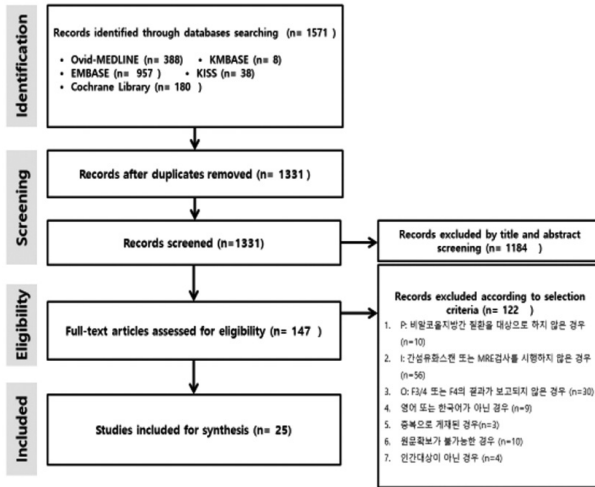 Identification
Records identified through databases searching (n= 1571)
• Ovid-MEDLINE (n= 388) • KMBASE (n= 8)
• EMBASE (n= 957) • KISS (n= 38)
• Cochrane Library (n= 180 )
Screening
Records after duplicates removed (n= 1331 )
Records screened (n=1331)
Records excluded by title and abstract
screening (n= 1184 )
Eligibility
Full-text articles assessed for eligibility (n= 147 )
Records excluded according to selection
criteria (n= 122 )
1. P: 비알코올지방간 질환을 대상으로 하지 않은 경우
(n=10)
2. I: 간섬유화스캔 또는 MRE검사를 시행하지 않은 경우
(n=56)
3. O: F3/4 또는 F4의 결과가 보고되지 않은 경우 (n=30)
4. 영어 또는 한국어가 아닌 경우 (n=9)
5. 중복으로 게재된 경우(n=3)
6. 원문확보가 불가능한 경우 (n=10)
7. 인간대상이 아닌 경우 (n=4)
Included
Studies included for synthesis (n= 25)